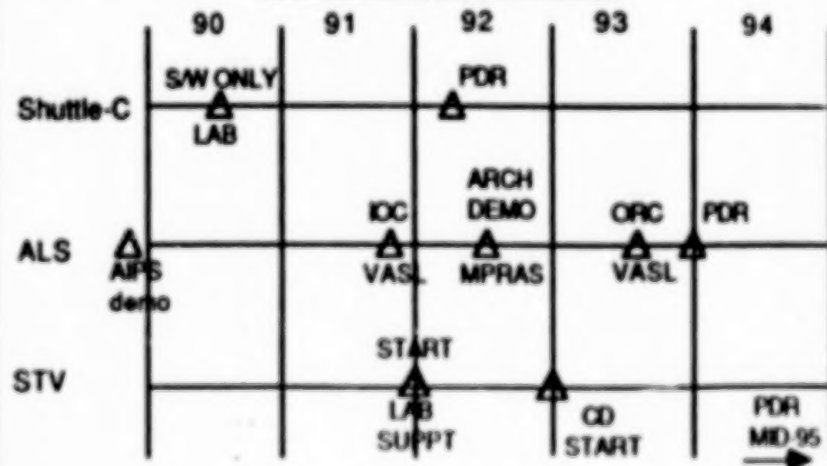 90 91 92 93 94
S/W ONLY PDR
Shuttle-C
LAB
ARCH
IOC DEMO ORC PDR
ALS
AIPS VASL MPRAS VASL
demo
START
STV
LAB CD PDR
SUPPT START MID-95